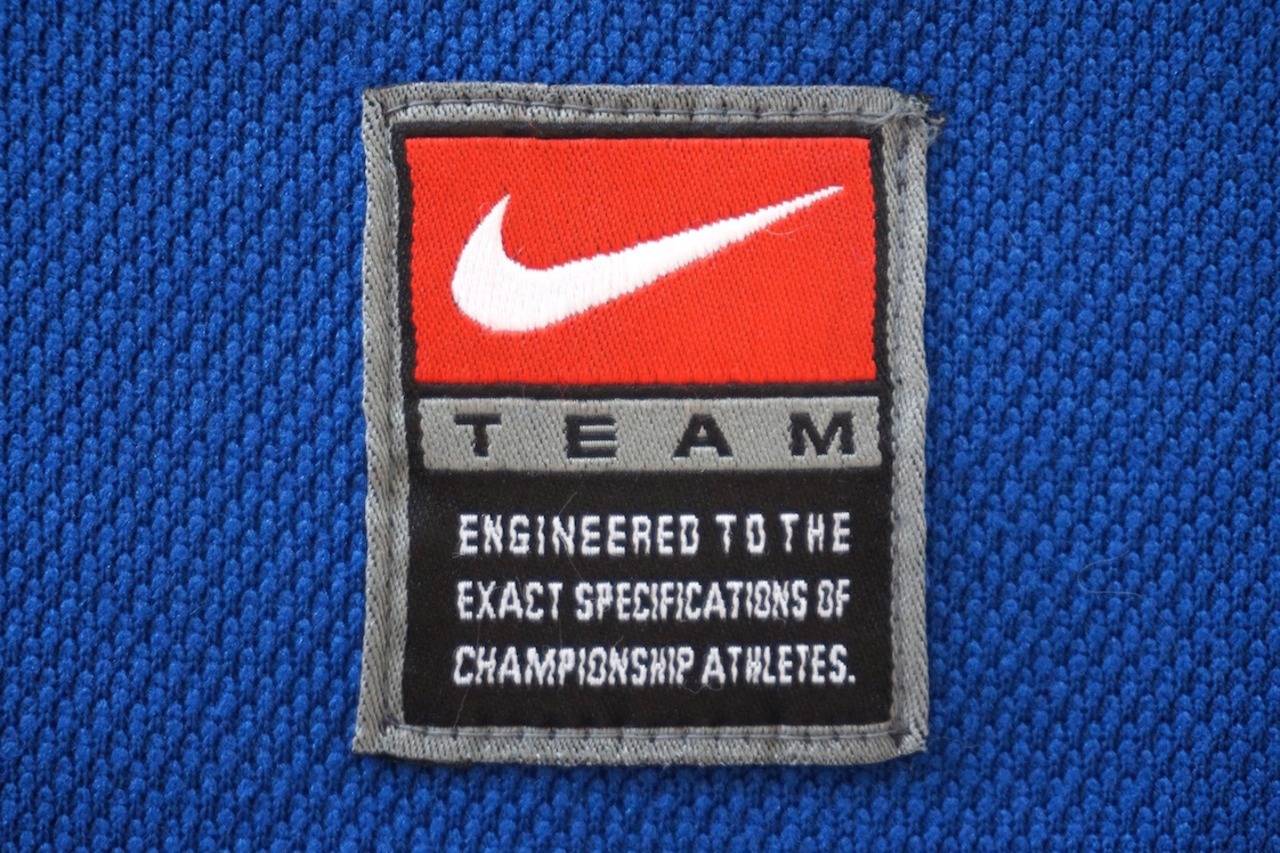 TEAM
ENGINEERED TO THE
EXACT SPECIFICATIONS OF
CHAMPIONSHIP ATHLETES.